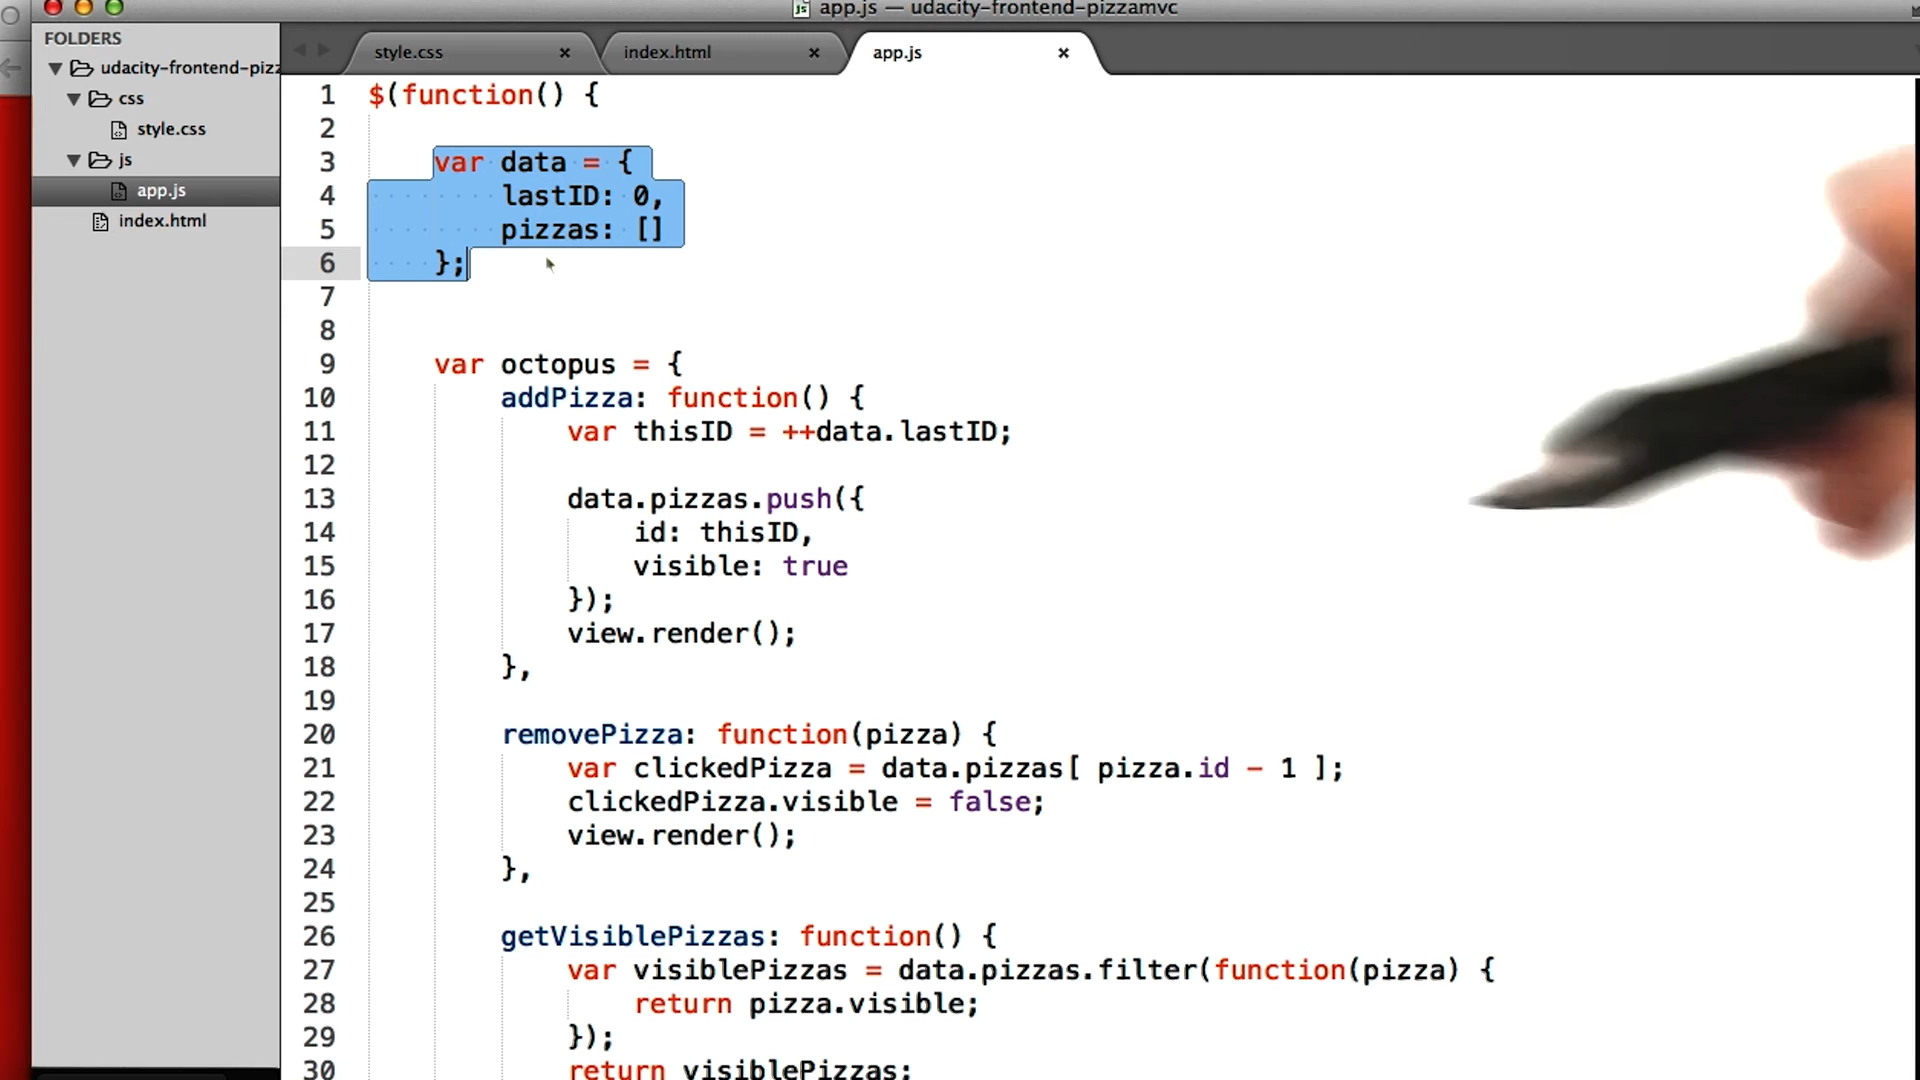 app.js — udacity-frontend-pizzamvc
FOLDERS
udacity-frontend-pizz
css
style.css
js
app.js
index.html
style.css ×
index.html ×
app.js ×
1 $(function() {
2
3 var data = {
4 lastID: 0,
5 pizzas: []
6 };
7
8
9 var octopus = {
10 addPizza: function() {
11 var thisID = ++data.lastID;
12
13 data.pizzas.push({
14 id: thisID,
15 visible: true
16 });
17 view.render();
18 },
19
20 removePizza: function(pizza) {
21 var clickedPizza = data.pizzas[ pizza.id - 1 ];
22 clickedPizza.visible = false;
23 view.render();
24 },
25
26 getVisiblePizzas: function() {
27 var visiblePizzas = data.pizzas.filter(function(pizza) {
28 return pizza.visible;
29 });
30 return visiblePizzas;